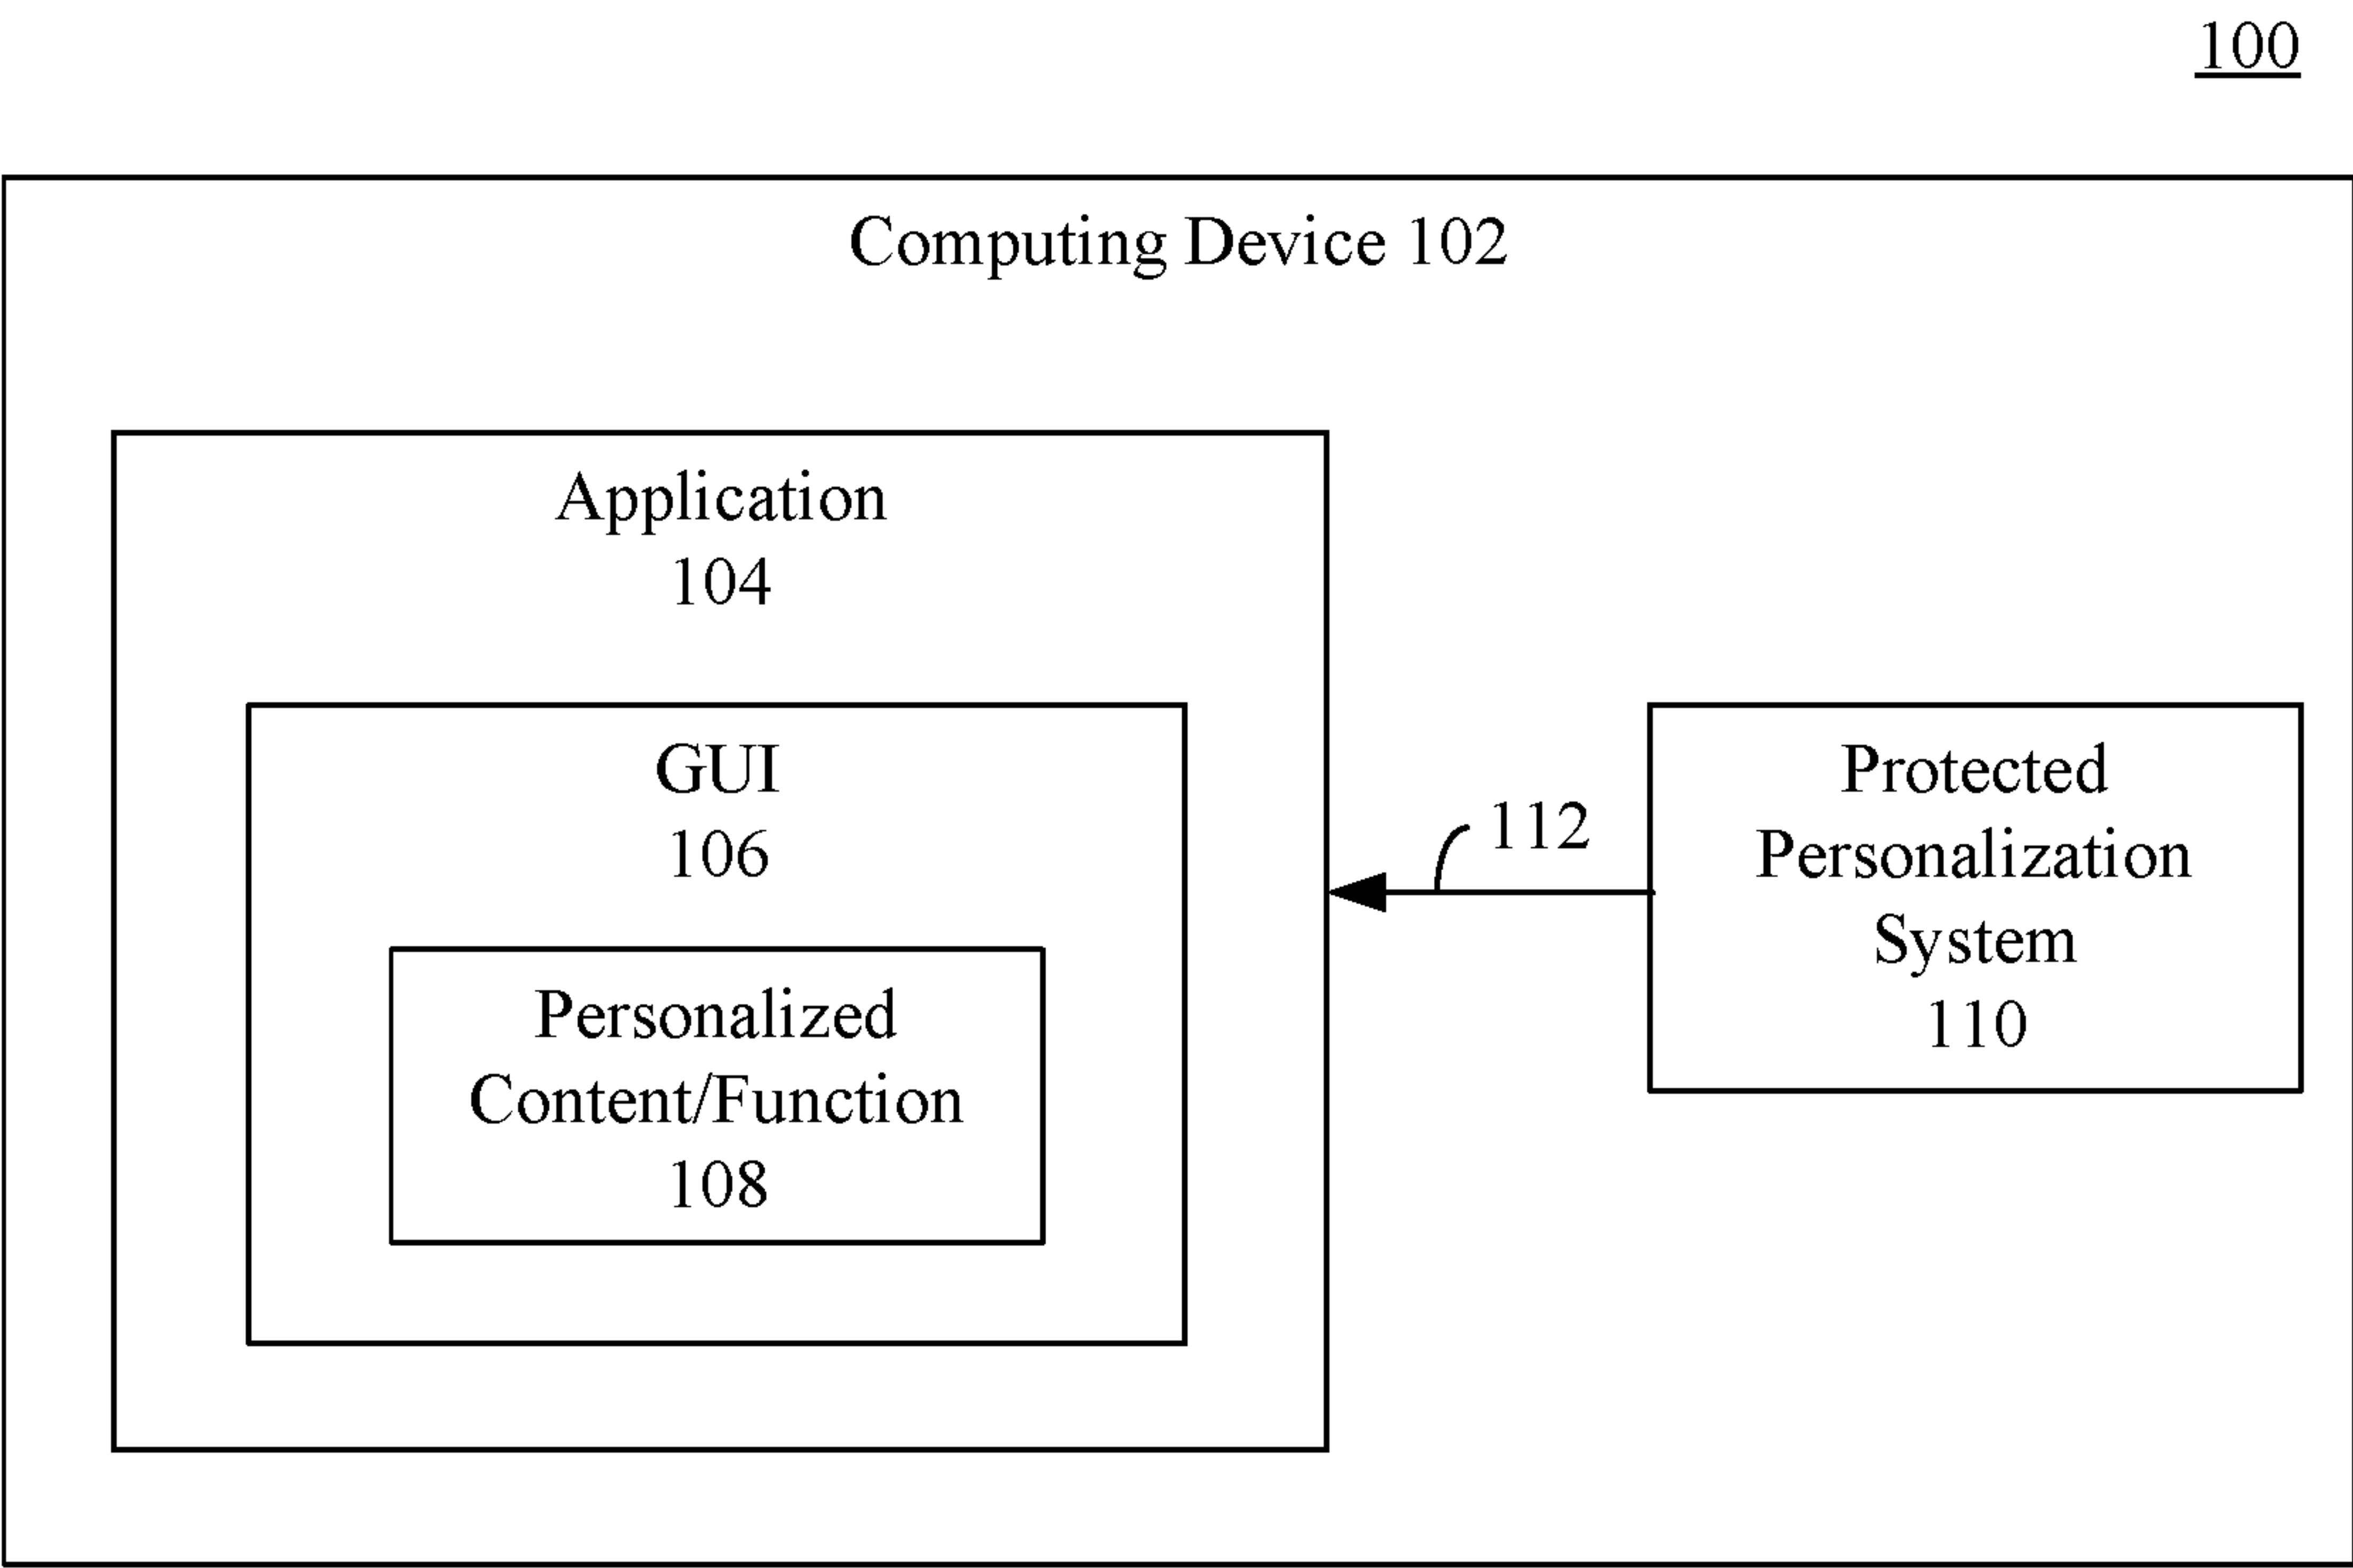 100
Computing Device 102
Application
104
GUI
106
Personalized
Content/Function
108
112
Protected
Personalization
System
110